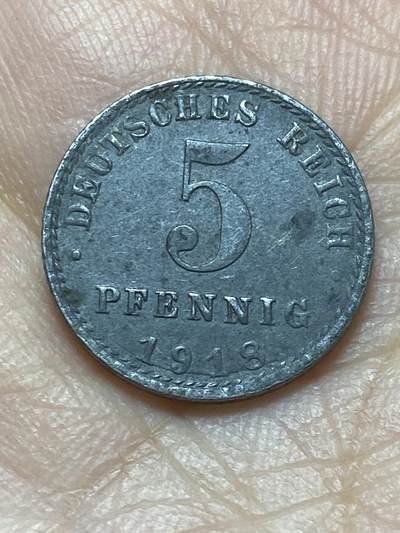 DEUTSCHES REICH
5
PFENNIG
1918